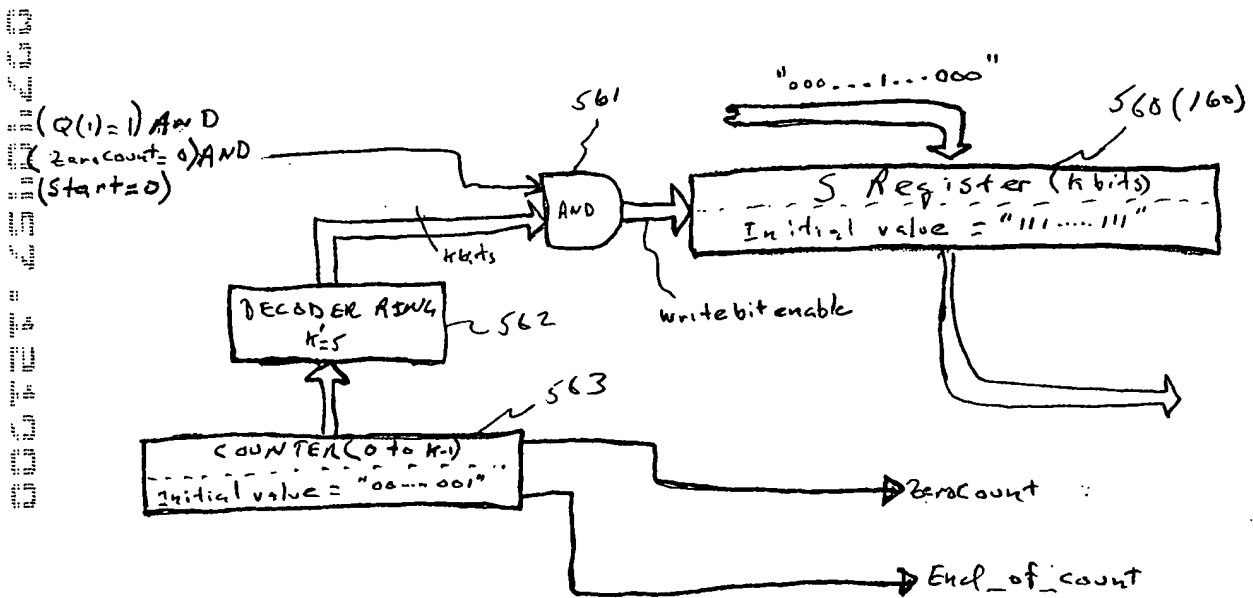 "000...1...000"
561
560 (160)
(Q(1)=1) AND
(ZeroCount=0) AND
(Start=0)
AND
S Register (k bits)
Initial value = "111.....111"
k bits
write bit enable
DECODER RING
k'=5
562
563
COUNTER (0 to k-1)
Initial value = "00....001"
ZeroCount
End_of_count